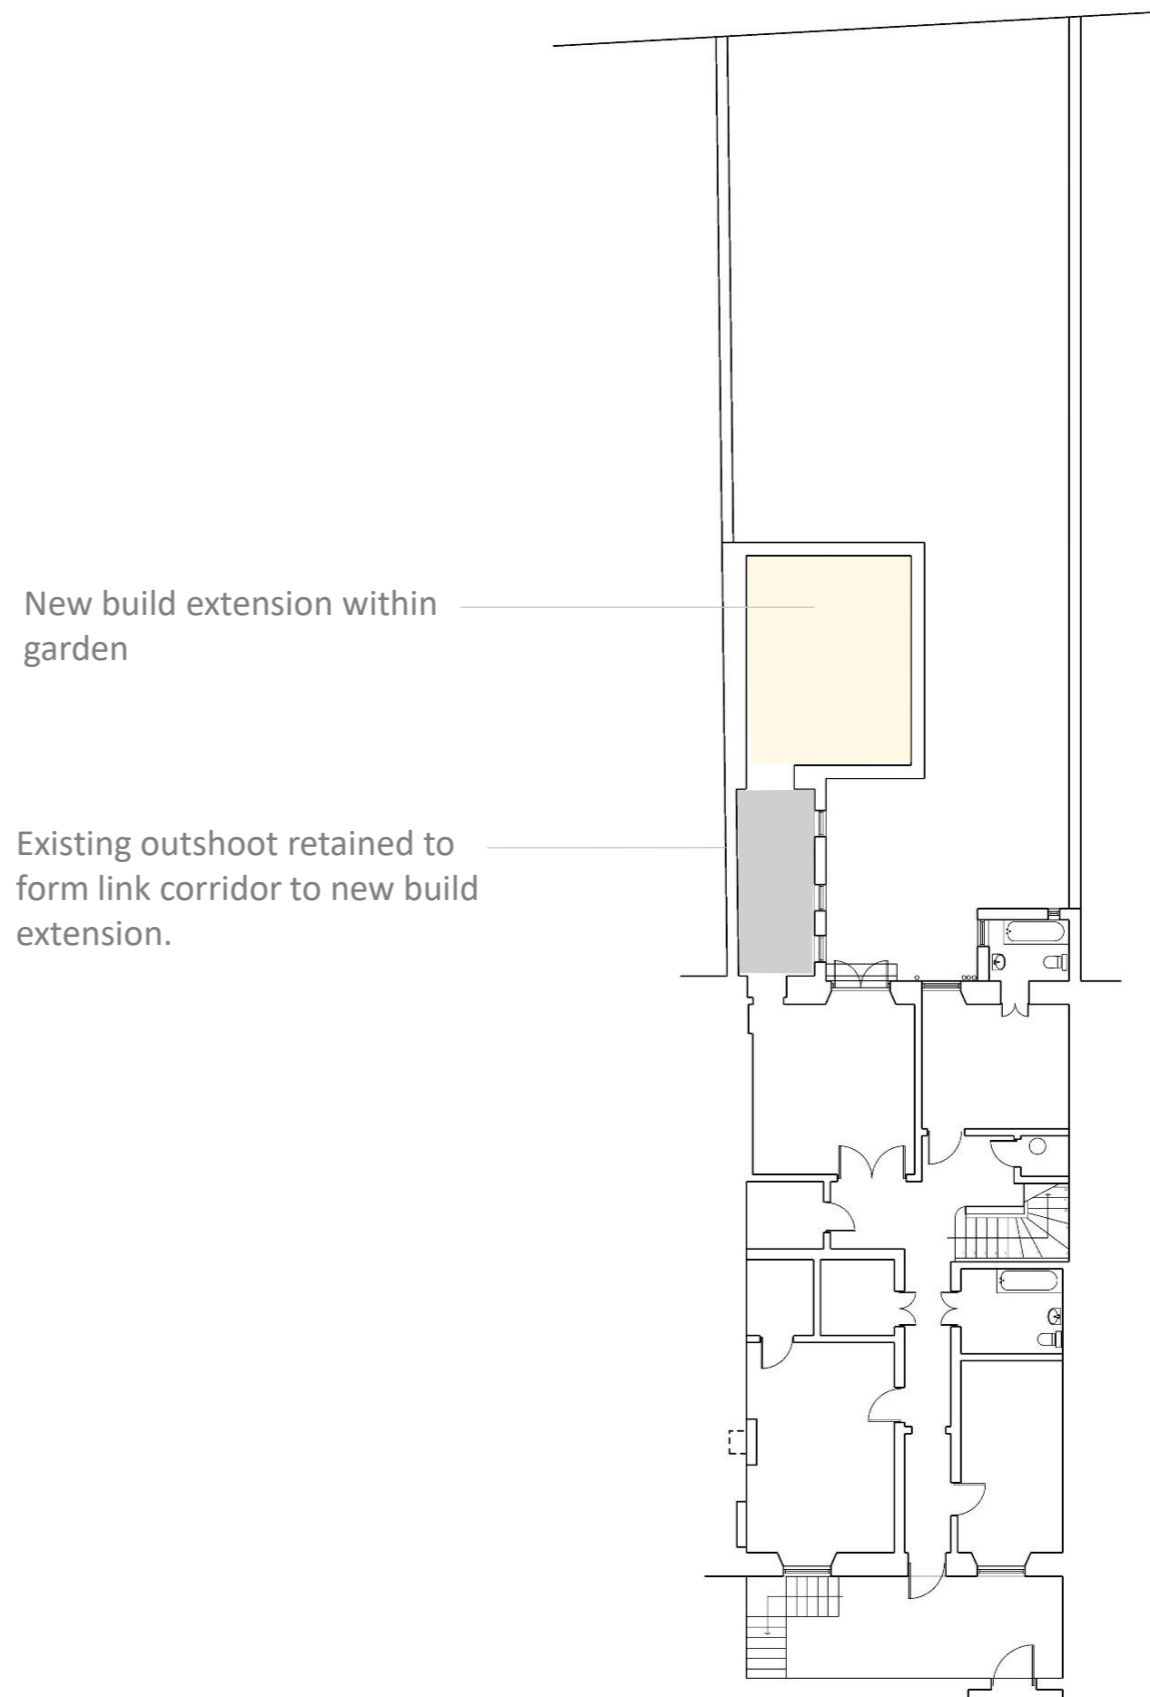 New build extension within
garden
Existing outshoot retained to
form link corridor to new build
extension.